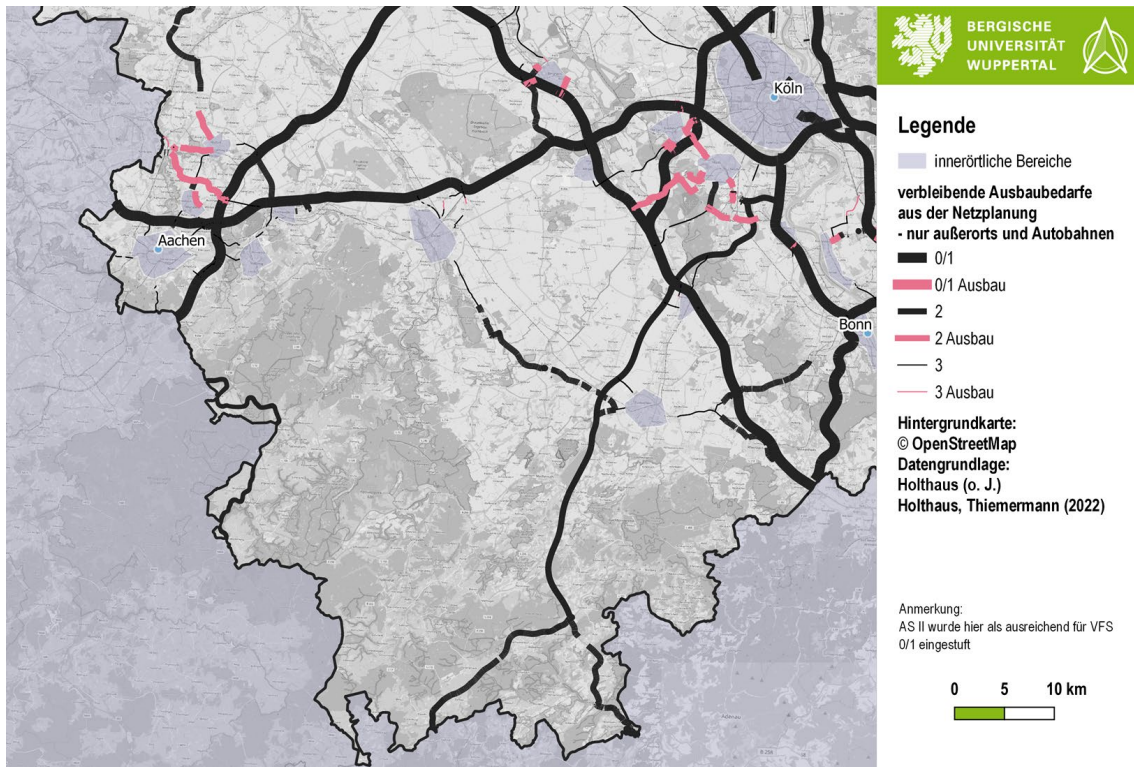 BERGISCHE
UNIVERSITÄT
WUPPERTAL
Köln
Aachen
Bonn
Adenau
B 258
Legende
innerörtliche Bereiche
verbleibende Ausbaubedarfe
aus der Netzplanung
- nur außerorts und Autobahnen
0/1
0/1 Ausbau
2
2 Ausbau
3
3 Ausbau
Hintergrundkarte:
© OpenStreetMap
Datengrundlage:
Holthaus (o. J.)
Holthaus, Thiemermann (2022)
Anmerkung:
AS II wurde hier als ausreichend für VFS
0/1 eingestuft
0 5 10 km